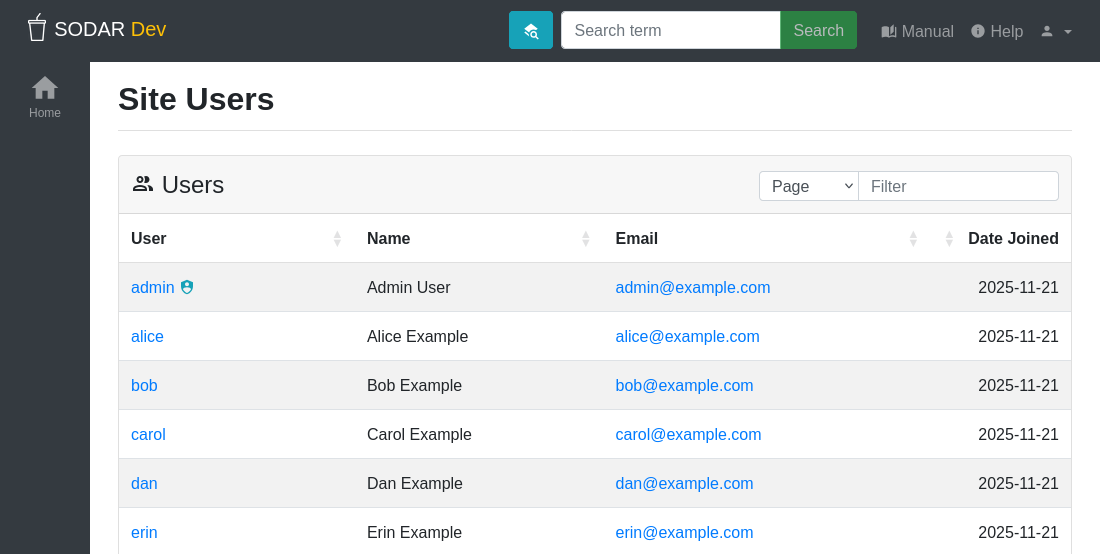 SODAR Dev
Search term
Search
Manual
Help
Home
Site Users
Users
Page
Filter
User Name Email Date Joined
admin Admin User admin@example.com 2025-11-21
alice Alice Example alice@example.com 2025-11-21
bob Bob Example bob@example.com 2025-11-21
carol Carol Example carol@example.com 2025-11-21
dan Dan Example dan@example.com 2025-11-21
erin Erin Example erin@example.com 2025-11-21